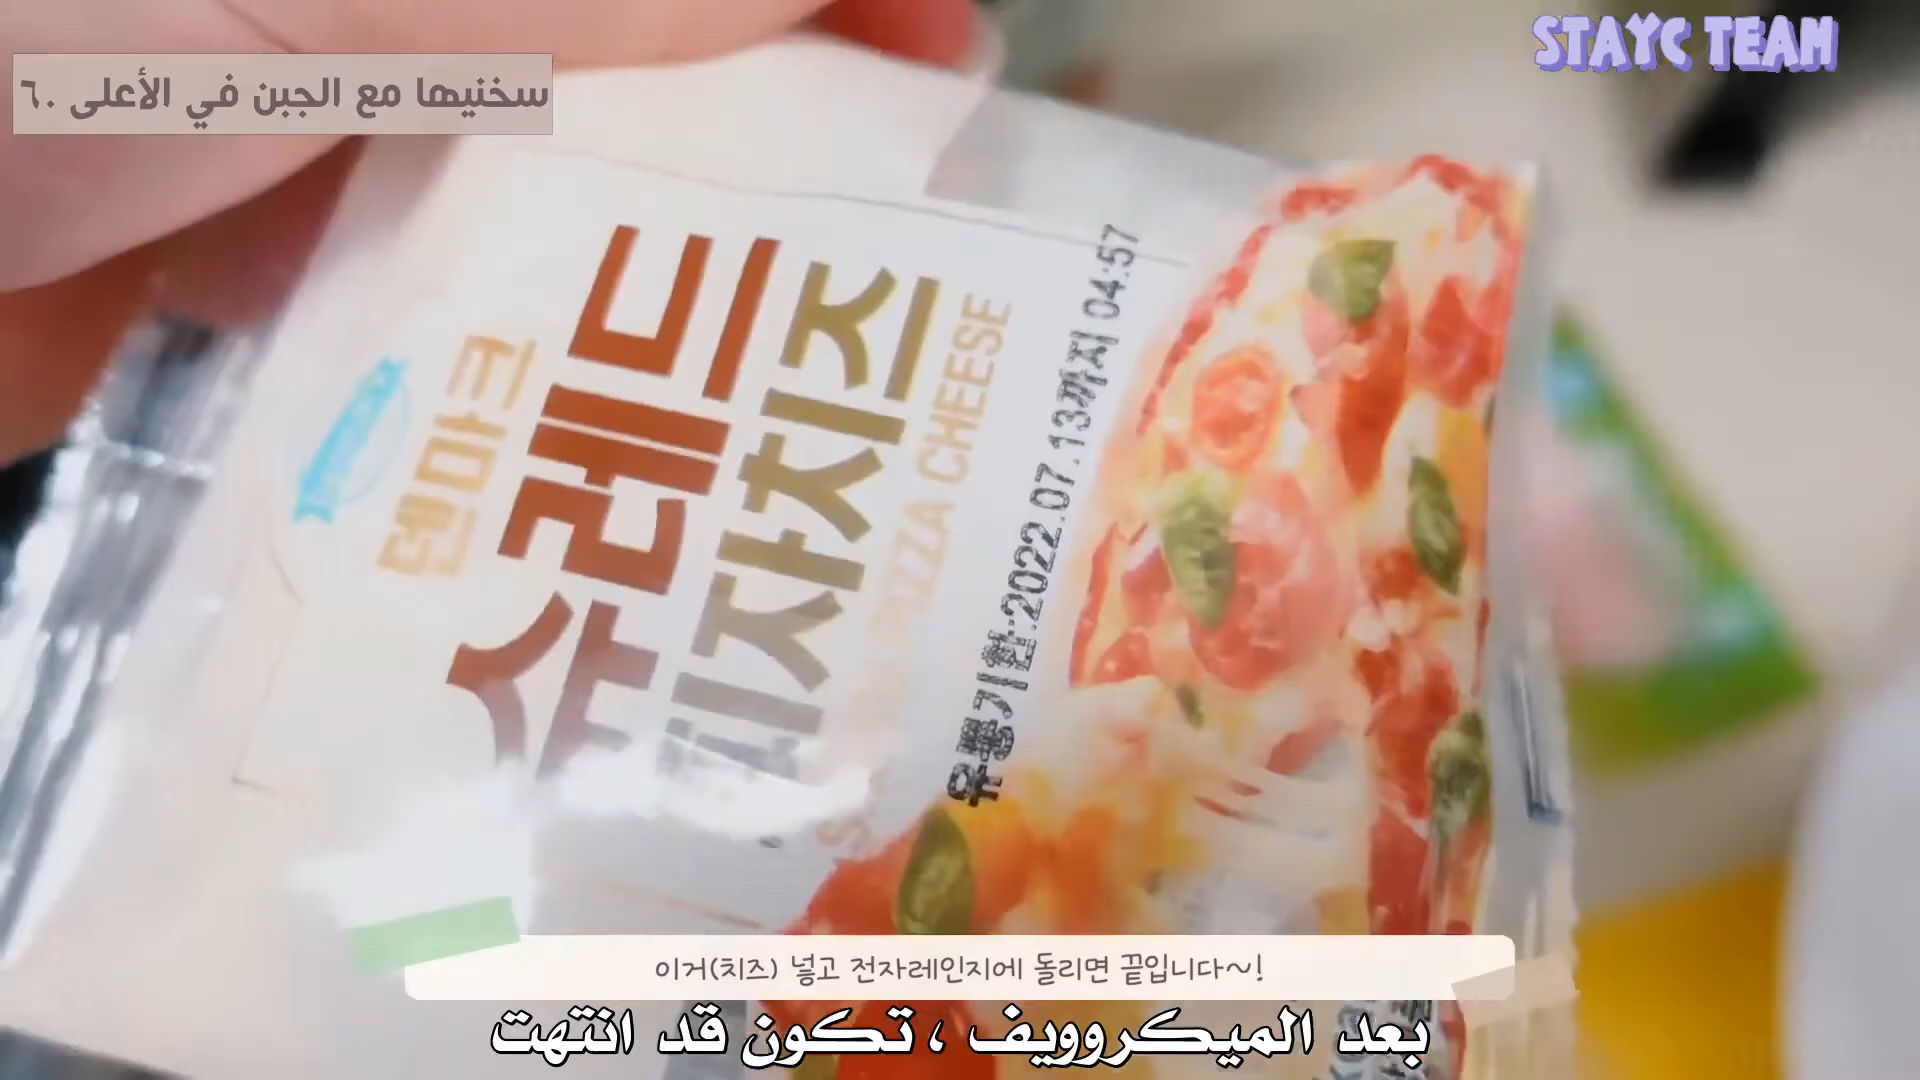 STAYC TEAM
سخنيها مع الجبن في الأعلى .٦
덴마크
슈레드
피자치즈
PIZZA CHEESE
유통기한:2022.07.13까지 04:57
이거(치즈) 넣고 전자레인지에 돌리면 끝입니다~!
بعد الميكروويف ، تكون قد انتهت